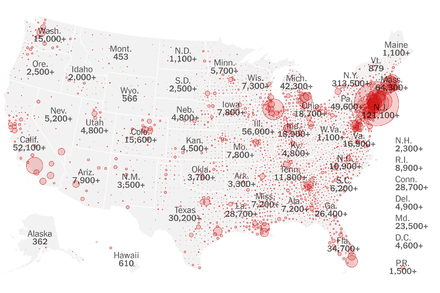 Wash.
15,000+
Ore.
2,500+
Idaho
2,000+
Mont.
453
N.D.
1,100+
Minn.
5,700+
Wis.
7,300+
Mich.
42,300+
N.Y.
313,500+
Vt.
879
Maine
1,100+
Mass.
64,300+
Wyo.
566
S.D.
2,500+
Neb.
4,800+
Iowa
7,800+
Ill.
56,000+
Ohio
18,700+
Pa.
49,600+
N.J.
121,100+
Nev.
5,200+
Utah
4,800+
Colo.
15,600+
Kan.
4,500+
Mo.
7,800+
Ky.
4,800+
W.Va.
1,100+
Va.
16,900+
Calif.
52,100+
Ariz.
7,900+
N.M.
3,500+
Okla.
3,700+
Ark.
3,300+
Tenn.
11,800+
S.C.
6,200+
Texas
30,200+
La.
28,700+
Miss.
7,200+
Ala.
7,200+
Ga.
26,400+
Fla.
34,700+
Alaska
362
Hawaii
610
N.H.
2,300+
R.I.
8,900+
Conn.
28,700+
Del.
4,900+
Md.
23,500+
D.C.
4,600+
P.R.
1,500+